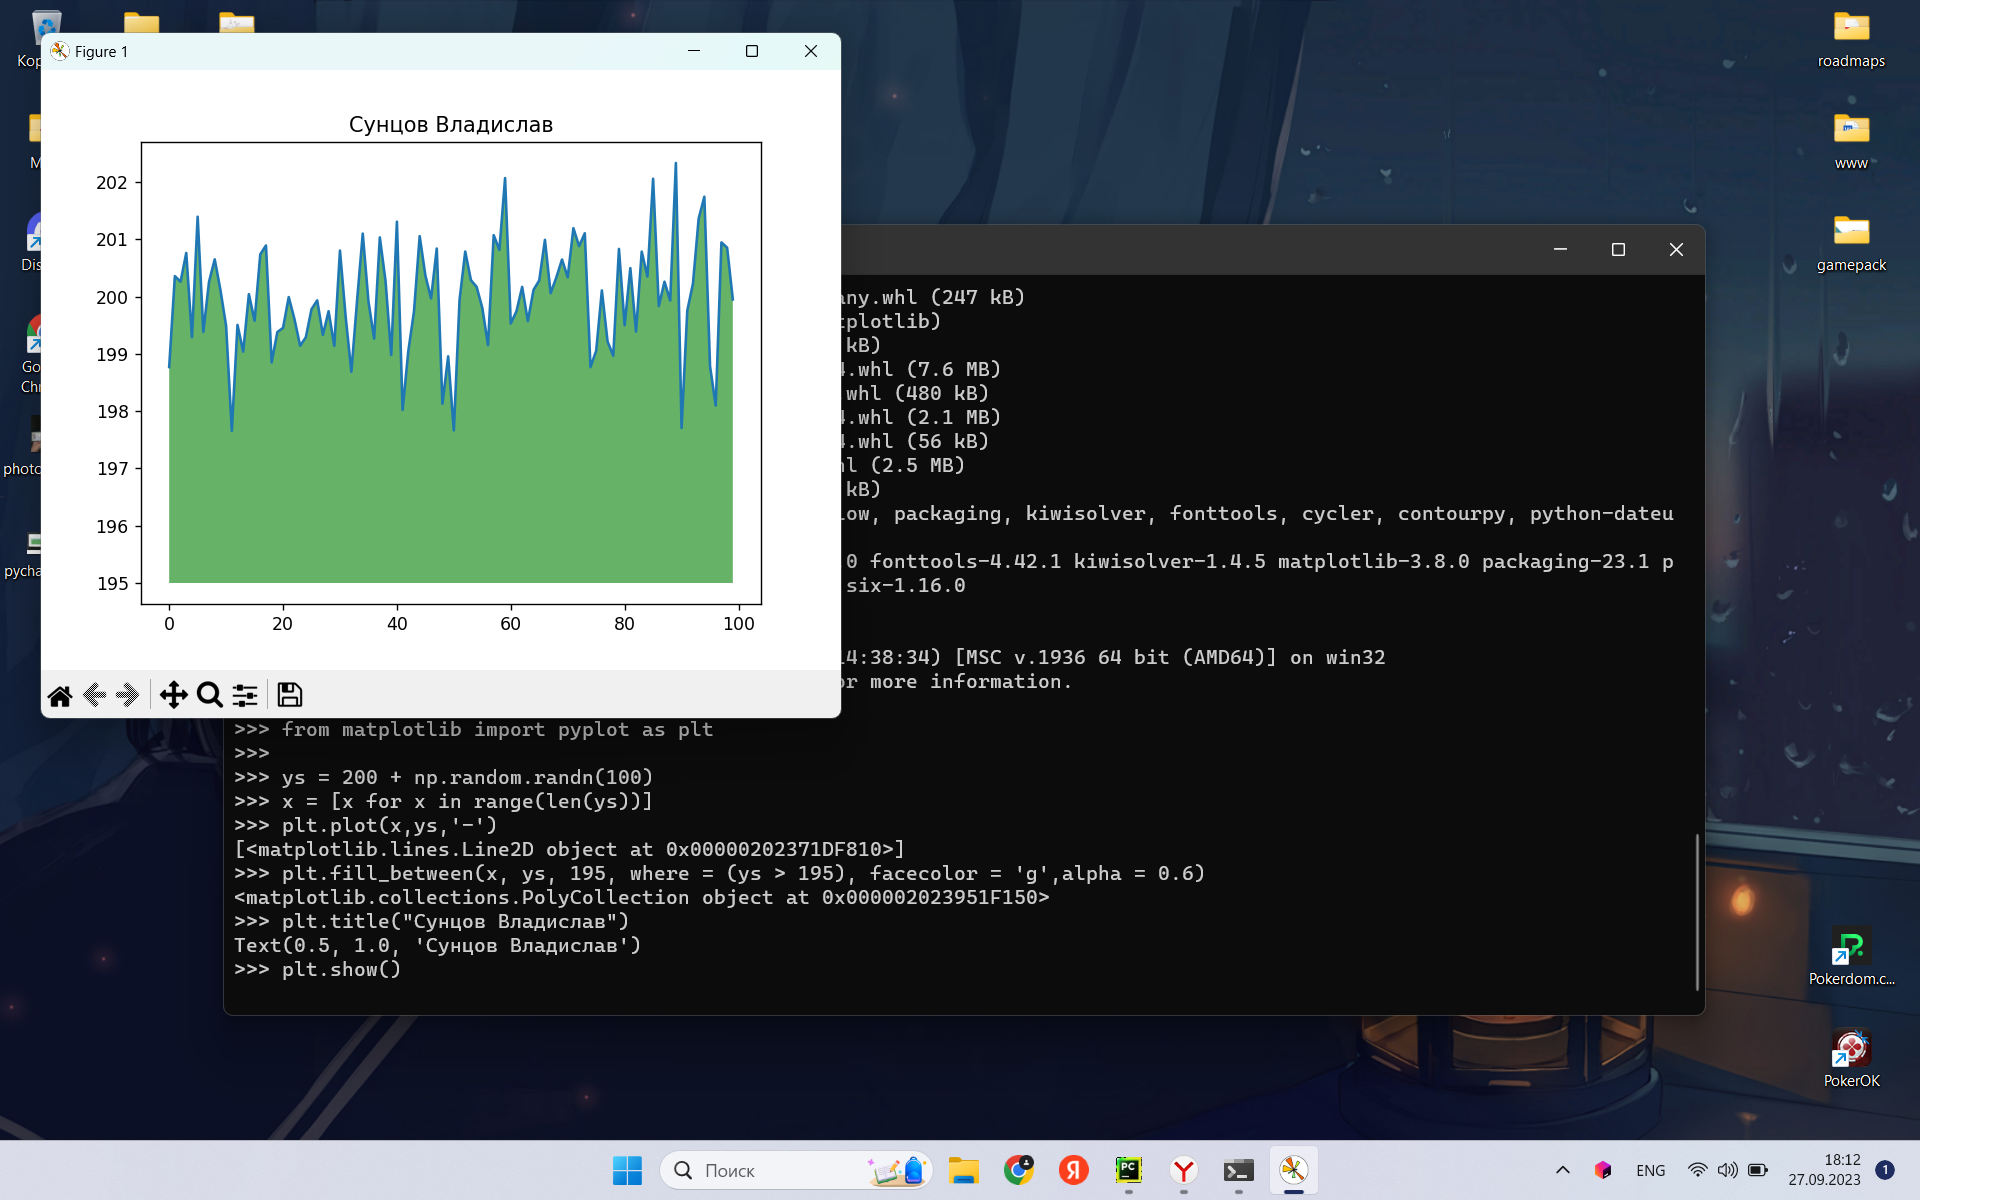 Figure 1
Сунцов Владислав
202
201
200
199
198
197
196
195
0 20 40 60 80 100
any.whl (247 kB)
tplotlib)
kB)
4.whl (7.6 MB)
.whl (480 kB)
4.whl (2.1 MB)
4.whl (56 kB)
hl (2.5 MB)
kB)
low, packaging, kiwisolver, fonttools, cycler, contourpy, python-dateu
0 fonttools-4.42.1 kiwisolver-1.4.5 matplotlib-3.8.0 packaging-23.1 p
six-1.16.0
14:38:34) [MSC v.1936 64 bit (AMD64)] on win32
or more information.
>>> from matplotlib import pyplot as plt
>>>
>>> ys = 200 + np.random.randn(100)
>>> x = [x for x in range(len(ys))]
>>> plt.plot(x,ys,'-')
[<matplotlib.lines.Line2D object at 0x00000202371DF810>]
>>> plt.fill_between(x, ys, 195, where = (ys > 195), facecolor = 'g',alpha = 0.6)
<matplotlib.collections.PolyCollection object at 0x000002023951F150>
>>> plt.title("Сунцов Владислав")
Text(0.5, 1.0, 'Сунцов Владислав')
>>> plt.show()
roadmaps
www
gamepack
Pokerdom.c...
PokerOK
Поиск
PC
Я
ENG
18:12
27.09.2023
1